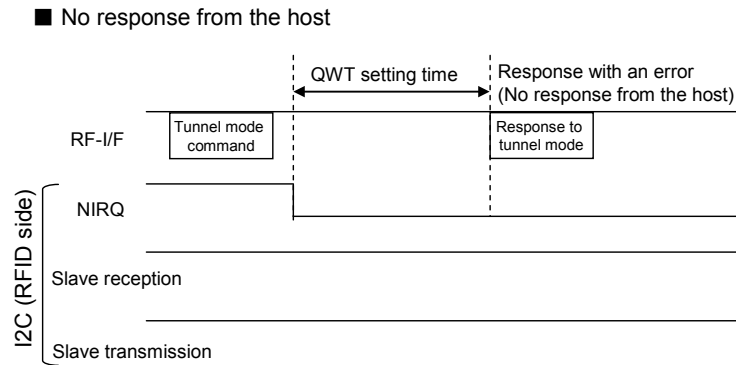 ■ No response from the host
QWT setting time
Response with an error
(No response from the host)
RF-I/F
Tunnel mode
command
Response to
tunnel mode
I2C (RFID side)
NIRQ
Slave reception
Slave transmission